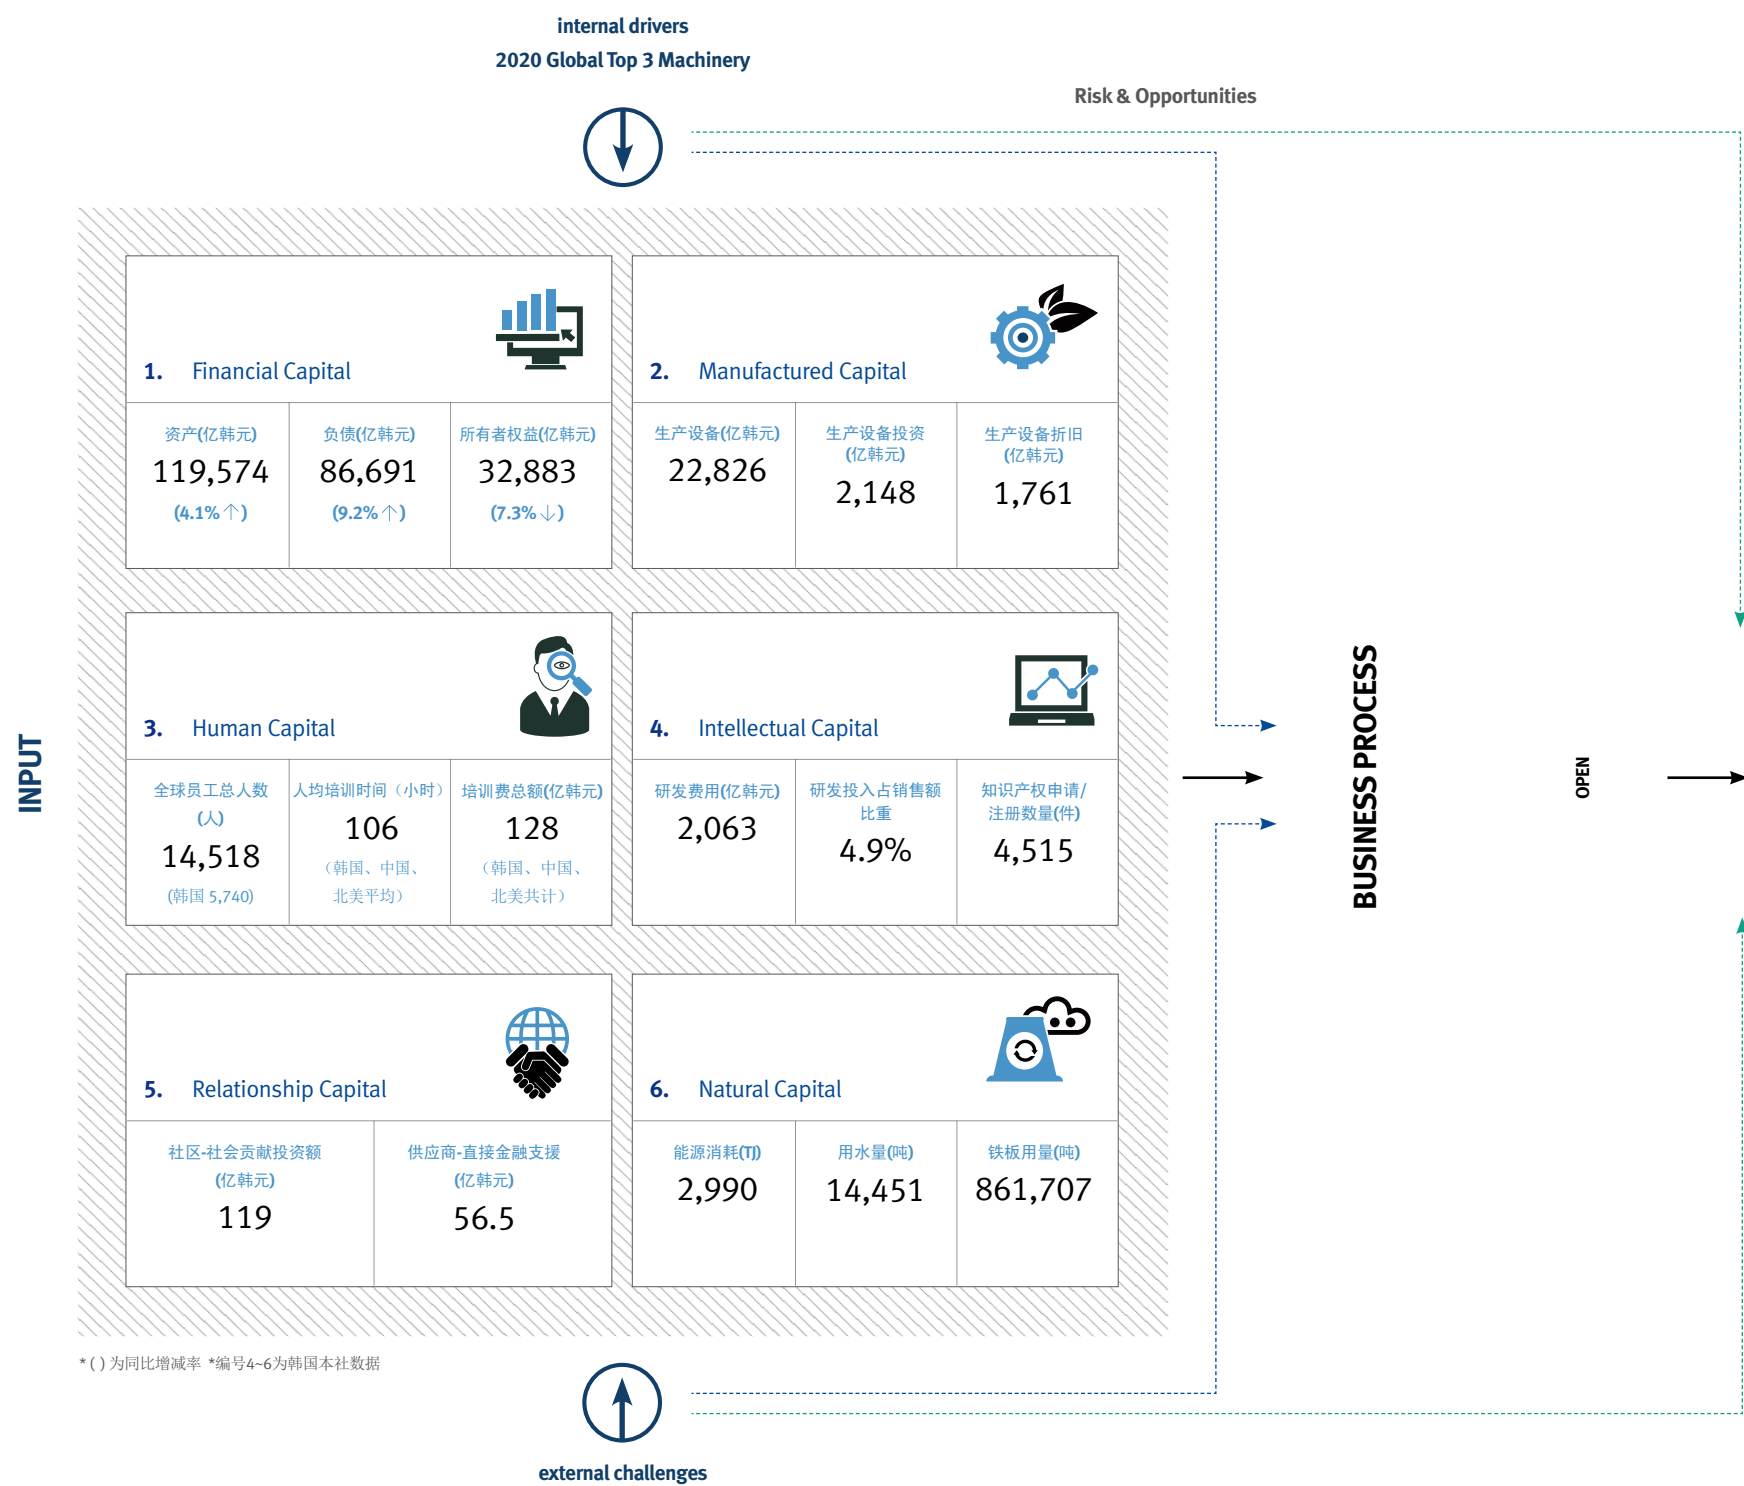 internal drivers
2020 Global Top 3 Machinery
Risk & Opportunities
INPUT
1. Financial Capital
资产(亿韩元)
119,574
(4.1%↑)
负债(亿韩元)
86,691
(9.2%↑)
所有者权益(亿韩元)
32,883
(7.3%↓)
2. Manufactured Capital
生产设备(亿韩元)
22,826
生产设备投资
(亿韩元)
2,148
生产设备折旧
(亿韩元)
1,761
3. Human Capital
全球员工总人数
(人)
14,518
(韩国 5,740)
人均培训时间（小时）
106
（韩国、中国、
北美平均）
培训费总额(亿韩元)
128
（韩国、中国、
北美共计）
4. Intellectual Capital
研发费用(亿韩元)
2,063
研发投入占销售额
比重
4.9%
知识产权申请/
注册数量(件)
4,515
5. Relationship Capital
社区-社会贡献投资额
(亿韩元)
119
供应商-直接金融支援
(亿韩元)
56.5
6. Natural Capital
能源消耗(TJ)
2,990
用水量(吨)
14,451
铁板用量(吨)
861,707
BUSINESS PROCESS
OPEN
* ( ) 为同比增减率 *编号4~6为韩国本社数据
external challenges